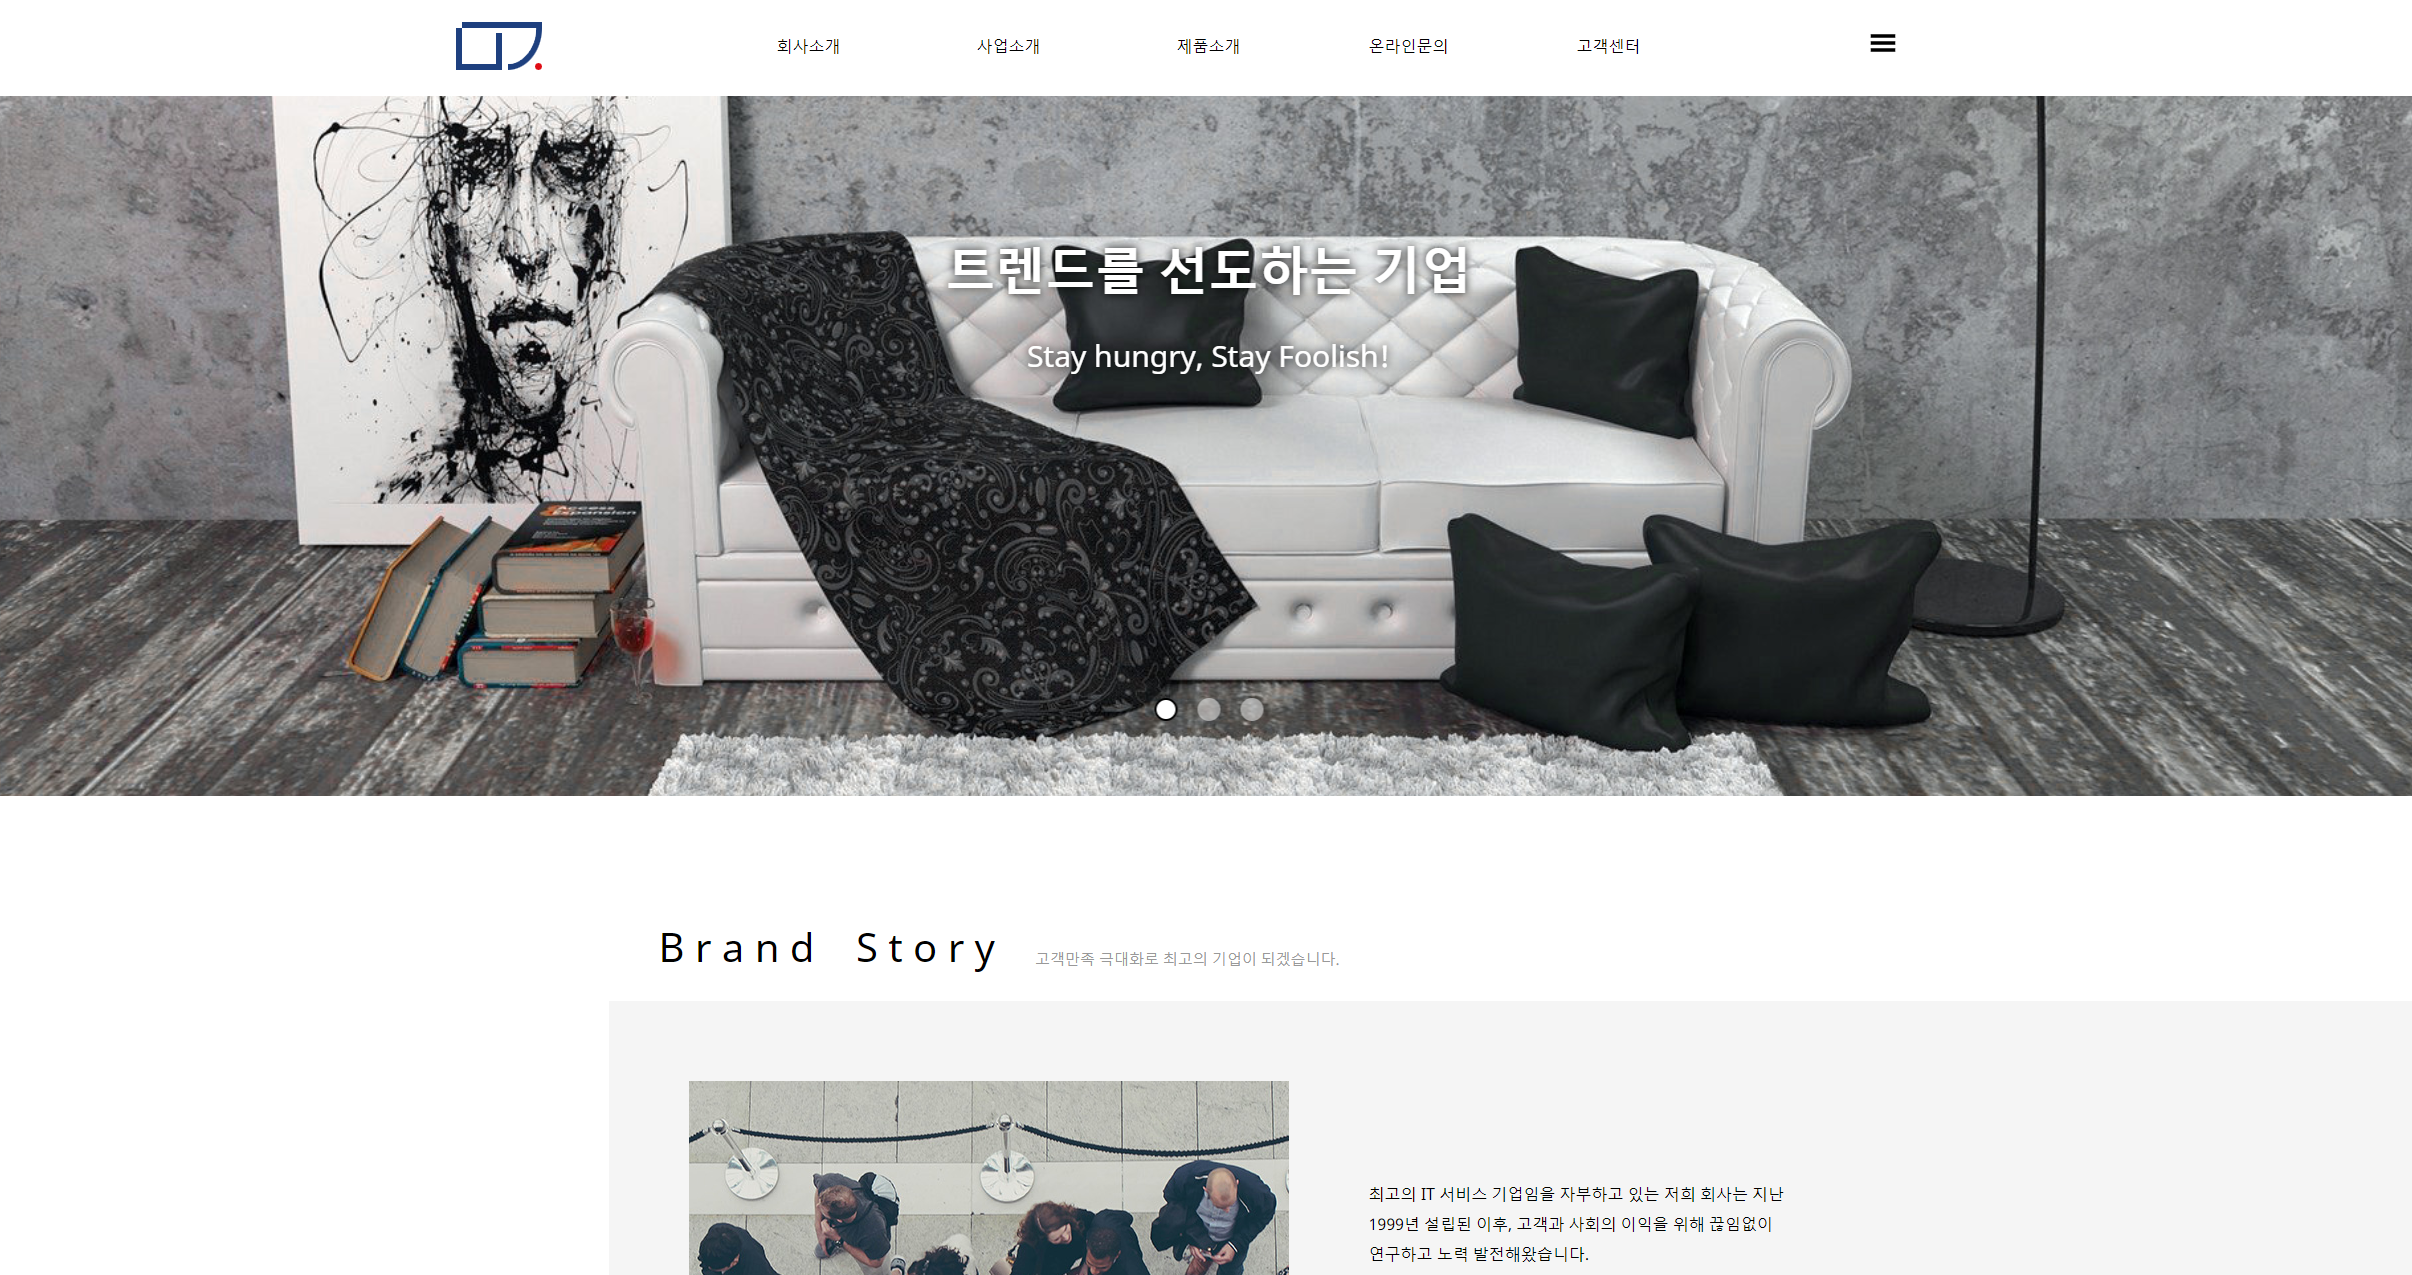 회사소개
사업소개
제품소개
온라인문의
고객센터
트렌드를 선도하는 기업
Stay hungry, Stay Foolish!
Access
Expansion
Brand Story
고객만족 극대화로 최고의 기업이 되겠습니다.
최고의 IT 서비스 기업임을 자부하고 있는 저희 회사는 지난
1999년 설립된 이후, 고객과 사회의 이익을 위해 끊임없이
연구하고 노력 발전해왔습니다.